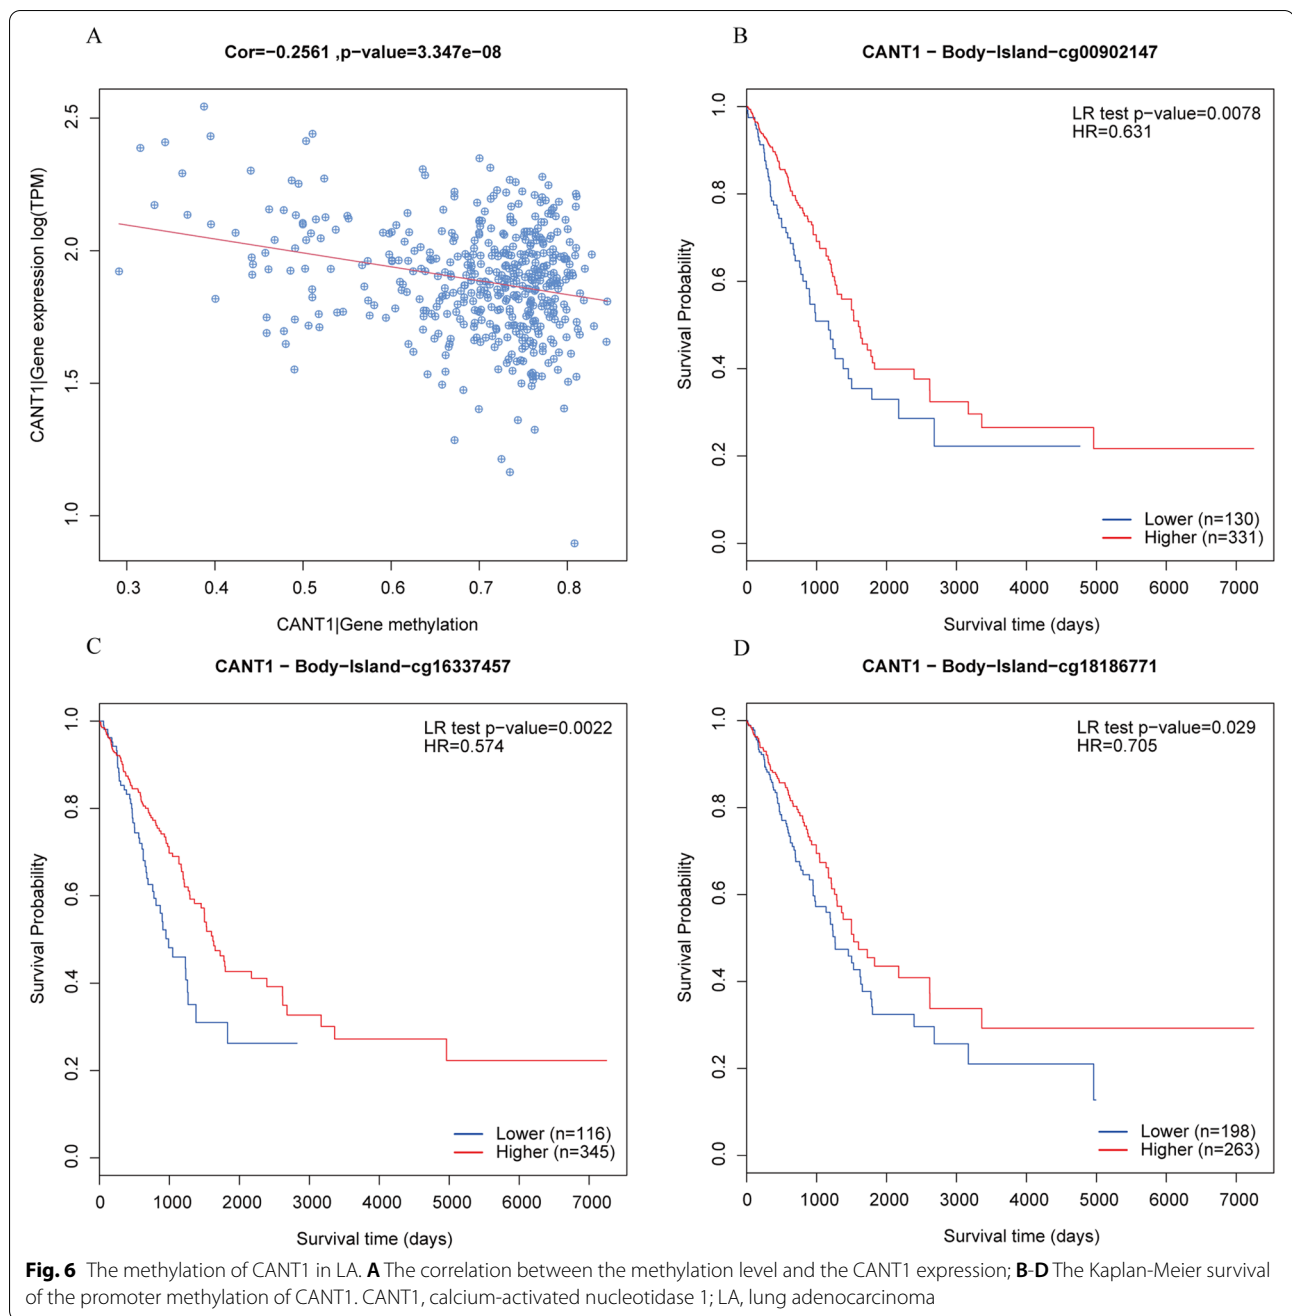 A
Cor=−0.2561 ,p−value=3.347e−08
CANT1|Gene expression log(TPM)
2.5
2.0
1.5
1.0
0.3 0.4 0.5 0.6 0.7 0.8
CANT1|Gene methylation
B
CANT1 − Body−Island−cg00902147
LR test p−value=0.0078
HR=0.631
Survival Probability
1.0
0.8
0.6
0.4
0.2
0.0
Lower (n=130)
Higher (n=331)
0 1000 2000 3000 4000 5000 6000 7000
Survival time (days)
C
CANT1 − Body−Island−cg16337457
LR test p−value=0.0022
HR=0.574
Survival Probability
1.0
0.8
0.6
0.4
0.2
0.0
Lower (n=116)
Higher (n=345)
0 1000 2000 3000 4000 5000 6000 7000
Survival time (days)
D
CANT1 − Body−Island−cg18186771
LR test p−value=0.029
HR=0.705
Survival Probability
1.0
0.8
0.6
0.4
0.2
0.0
Lower (n=198)
Higher (n=263)
0 1000 2000 3000 4000 5000 6000 7000
Survival time (days)
Fig. 6 The methylation of CANT1 in LA. A The correlation between the methylation level and the CANT1 expression; B-D The Kaplan-Meier survival
of the promoter methylation of CANT1. CANT1, calcium-activated nucleotidase 1; LA, lung adenocarcinoma